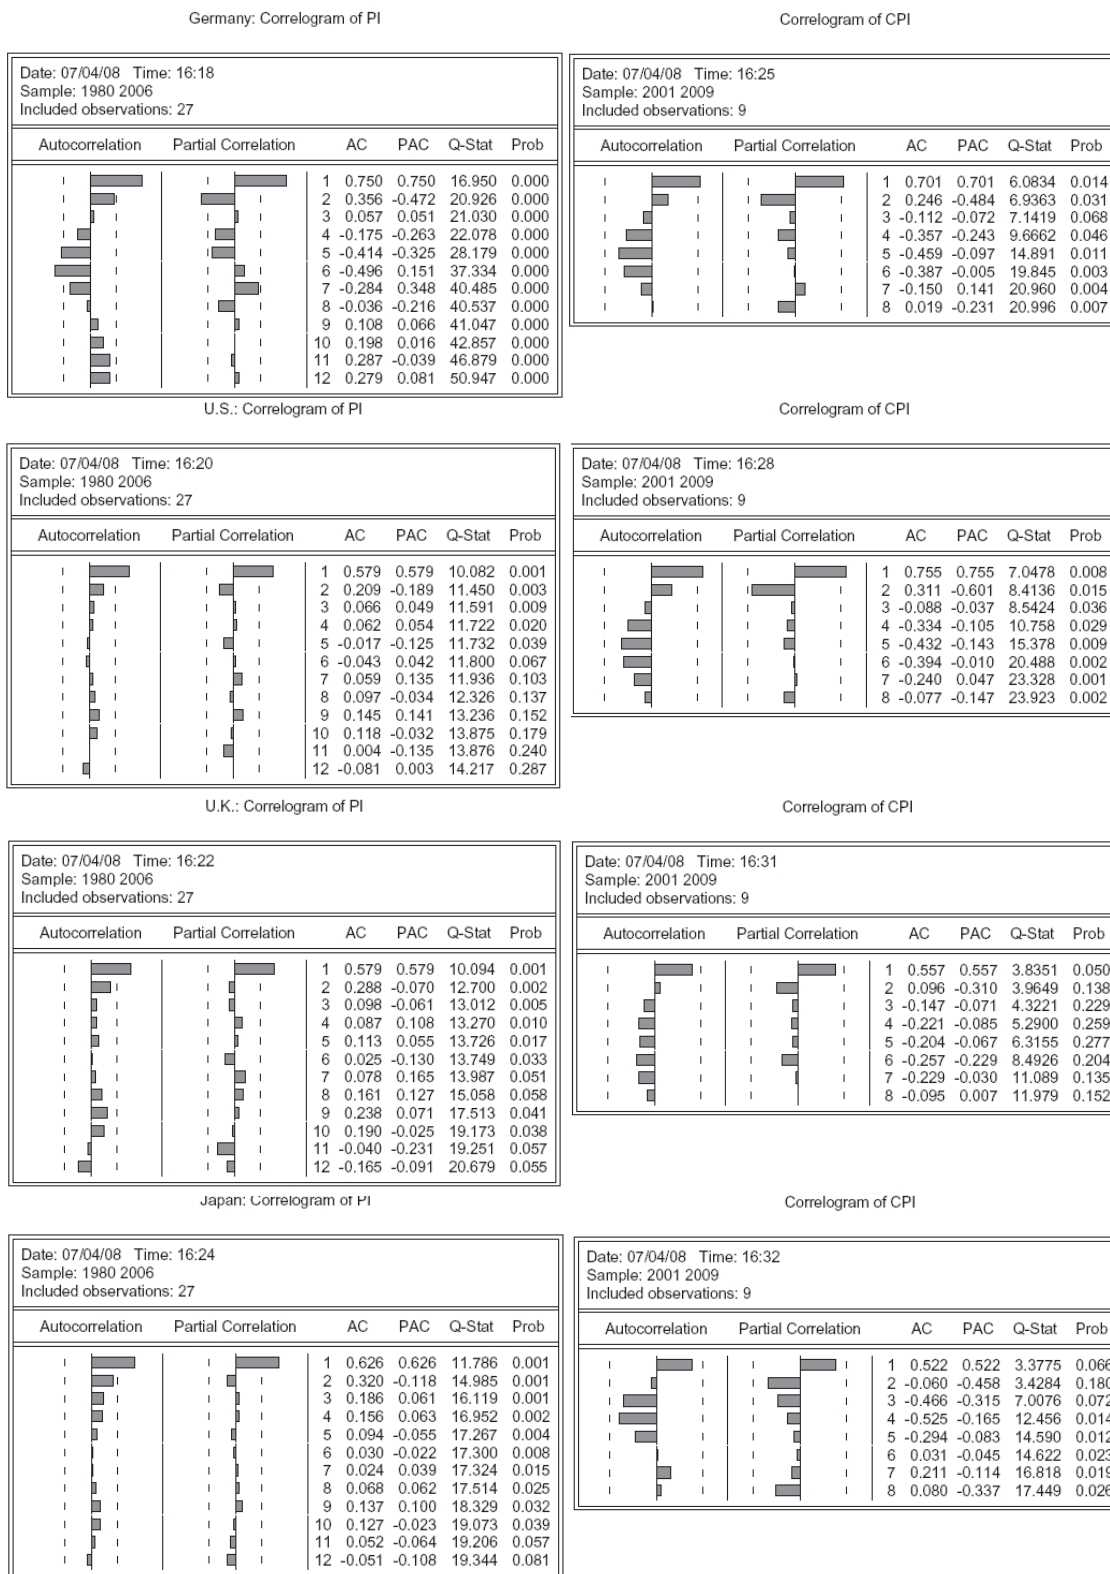 Germany: Correlogram of PI
Date: 07/04/08 Time: 16:18
Sample: 1980 2006
Included observations: 27
Autocorrelation Partial Correlation AC PAC Q-Stat Prob
1 0.750 0.750 16.950 0.000
2 0.356 -0.472 20.926 0.000
3 0.057 0.051 21.030 0.000
4 -0.175 -0.263 22.078 0.000
5 -0.414 -0.325 28.179 0.000
6 -0.496 0.151 37.334 0.000
7 -0.284 0.348 40.485 0.000
8 -0.036 -0.216 40.537 0.000
9 0.108 0.066 41.047 0.000
10 0.198 0.016 42.857 0.000
11 0.287 -0.039 46.879 0.000
12 0.279 0.081 50.947 0.000
Correlogram of CPI
Date: 07/04/08 Time: 16:25
Sample: 2001 2009
Included observations: 9
Autocorrelation Partial Correlation AC PAC Q-Stat Prob
1 0.701 0.701 6.0834 0.014
2 0.246 -0.484 6.9363 0.031
3 -0.112 -0.072 7.1419 0.068
4 -0.357 -0.243 9.6662 0.046
5 -0.459 -0.097 14.891 0.011
6 -0.387 -0.005 19.845 0.003
7 -0.150 0.141 20.960 0.004
8 0.019 -0.231 20.996 0.007
U.S.: Correlogram of PI
Date: 07/04/08 Time: 16:20
Sample: 1980 2006
Included observations: 27
Autocorrelation Partial Correlation AC PAC Q-Stat Prob
1 0.579 0.579 10.082 0.001
2 0.209 -0.189 11.450 0.003
3 0.066 0.049 11.591 0.009
4 0.062 0.054 11.722 0.020
5 -0.017 -0.125 11.732 0.039
6 -0.043 0.042 11.800 0.067
7 0.059 0.135 11.936 0.103
8 0.097 -0.034 12.326 0.137
9 0.145 0.141 13.236 0.152
10 0.118 -0.032 13.875 0.179
11 0.004 -0.135 13.876 0.240
12 -0.081 0.003 14.217 0.287
Correlogram of CPI
Date: 07/04/08 Time: 16:28
Sample: 2001 2009
Included observations: 9
Autocorrelation Partial Correlation AC PAC Q-Stat Prob
1 0.755 0.755 7.0478 0.008
2 0.311 -0.601 8.4136 0.015
3 -0.088 -0.037 8.5424 0.036
4 -0.334 -0.105 10.758 0.029
5 -0.432 -0.143 15.378 0.009
6 -0.394 -0.010 20.488 0.002
7 -0.240 0.047 23.328 0.001
8 -0.077 -0.147 23.923 0.002
U.K.: Correlogram of PI
Date: 07/04/08 Time: 16:22
Sample: 1980 2006
Included observations: 27
Autocorrelation Partial Correlation AC PAC Q-Stat Prob
1 0.579 0.579 10.094 0.001
2 0.288 -0.070 12.700 0.002
3 0.098 -0.061 13.012 0.005
4 0.087 0.108 13.270 0.010
5 0.113 0.055 13.726 0.017
6 0.025 -0.130 13.749 0.033
7 0.078 0.165 13.987 0.051
8 0.161 0.127 15.058 0.058
9 0.238 0.071 17.513 0.041
10 0.190 -0.025 19.173 0.038
11 -0.040 -0.231 19.251 0.057
12 -0.165 -0.091 20.679 0.055
Correlogram of CPI
Date: 07/04/08 Time: 16:31
Sample: 2001 2009
Included observations: 9
Autocorrelation Partial Correlation AC PAC Q-Stat Prob
1 0.557 0.557 3.8351 0.050
2 0.096 -0.310 3.9649 0.138
3 -0.147 -0.071 4.3221 0.229
4 -0.221 -0.085 5.2900 0.259
5 -0.204 -0.067 6.3155 0.277
6 -0.257 -0.229 8.4926 0.204
7 -0.229 -0.030 11.089 0.135
8 -0.095 0.007 11.979 0.152
Japan: Correlogram of PI
Date: 07/04/08 Time: 16:24
Sample: 1980 2006
Included observations: 27
Autocorrelation Partial Correlation AC PAC Q-Stat Prob
1 0.626 0.626 11.786 0.001
2 0.320 -0.118 14.985 0.001
3 0.186 0.061 16.119 0.001
4 0.156 0.063 16.952 0.002
5 0.094 -0.055 17.267 0.004
6 0.030 -0.022 17.300 0.008
7 0.024 0.039 17.324 0.015
8 0.068 0.062 17.514 0.025
9 0.137 0.100 18.329 0.032
10 0.127 -0.023 19.073 0.039
11 0.052 -0.064 19.206 0.057
12 -0.051 -0.108 19.344 0.081
Correlogram of CPI
Date: 07/04/08 Time: 16:32
Sample: 2001 2009
Included observations: 9
Autocorrelation Partial Correlation AC PAC Q-Stat Prob
1 0.522 0.522 3.3775 0.066
2 -0.060 -0.458 3.4284 0.180
3 -0.466 -0.315 7.0076 0.072
4 -0.525 -0.165 12.456 0.014
5 -0.294 -0.083 14.590 0.012
6 0.031 -0.045 14.622 0.023
7 0.211 -0.114 16.818 0.019
8 0.080 -0.337 17.449 0.026